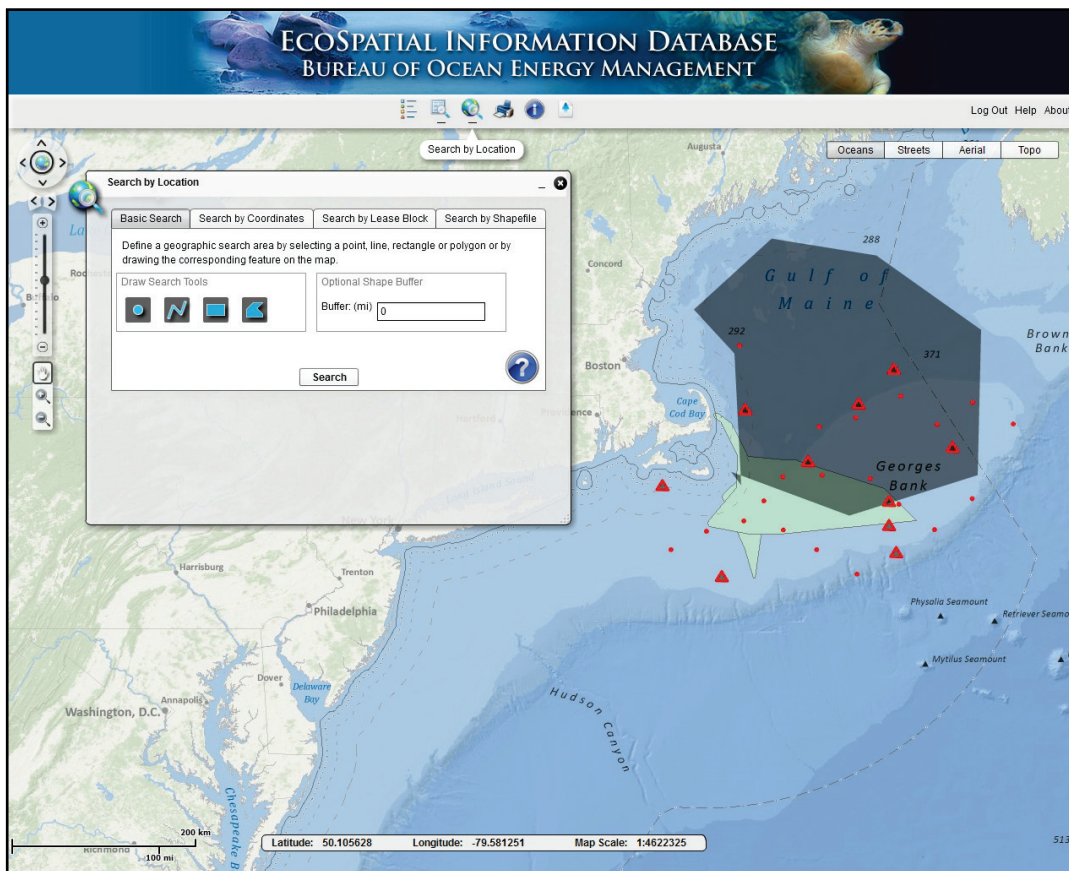 ECOSPATIAL INFORMATION DATABASE
BUREAU OF OCEAN ENERGY MANAGEMENT
Log Out Help About
Search by Location
Oceans Streets Aerial Topo
Augusta
Search by Location
Basic Search Search by Coordinates Search by Lease Block Search by Shapefile
Define a geographic search area by selecting a point, line, rectangle or polygon or by
drawing the corresponding feature on the map.
Draw Search Tools
Optional Shape Buffer
Buffer: (mi) 0
Search
Concord
Boston
Cape
Cod Bay
288
Gulf of
Maine
292
371
Brown
Bank
Georges
Bank
Hartford
Long Island Sound
New York
Harrisburg
Trenton
Philadelphia
Physalia Seamount
Retriever Seamo
Mytilus Seamount
Dover
Delaware
Bay
Annapolis
Washington, D.C.
Hudson Canyon
Chesapeake B
200 km
100 mi
Richmond
Latitude: 50.105628 Longitude: -79.581251 Map Scale: 1:4622325
513